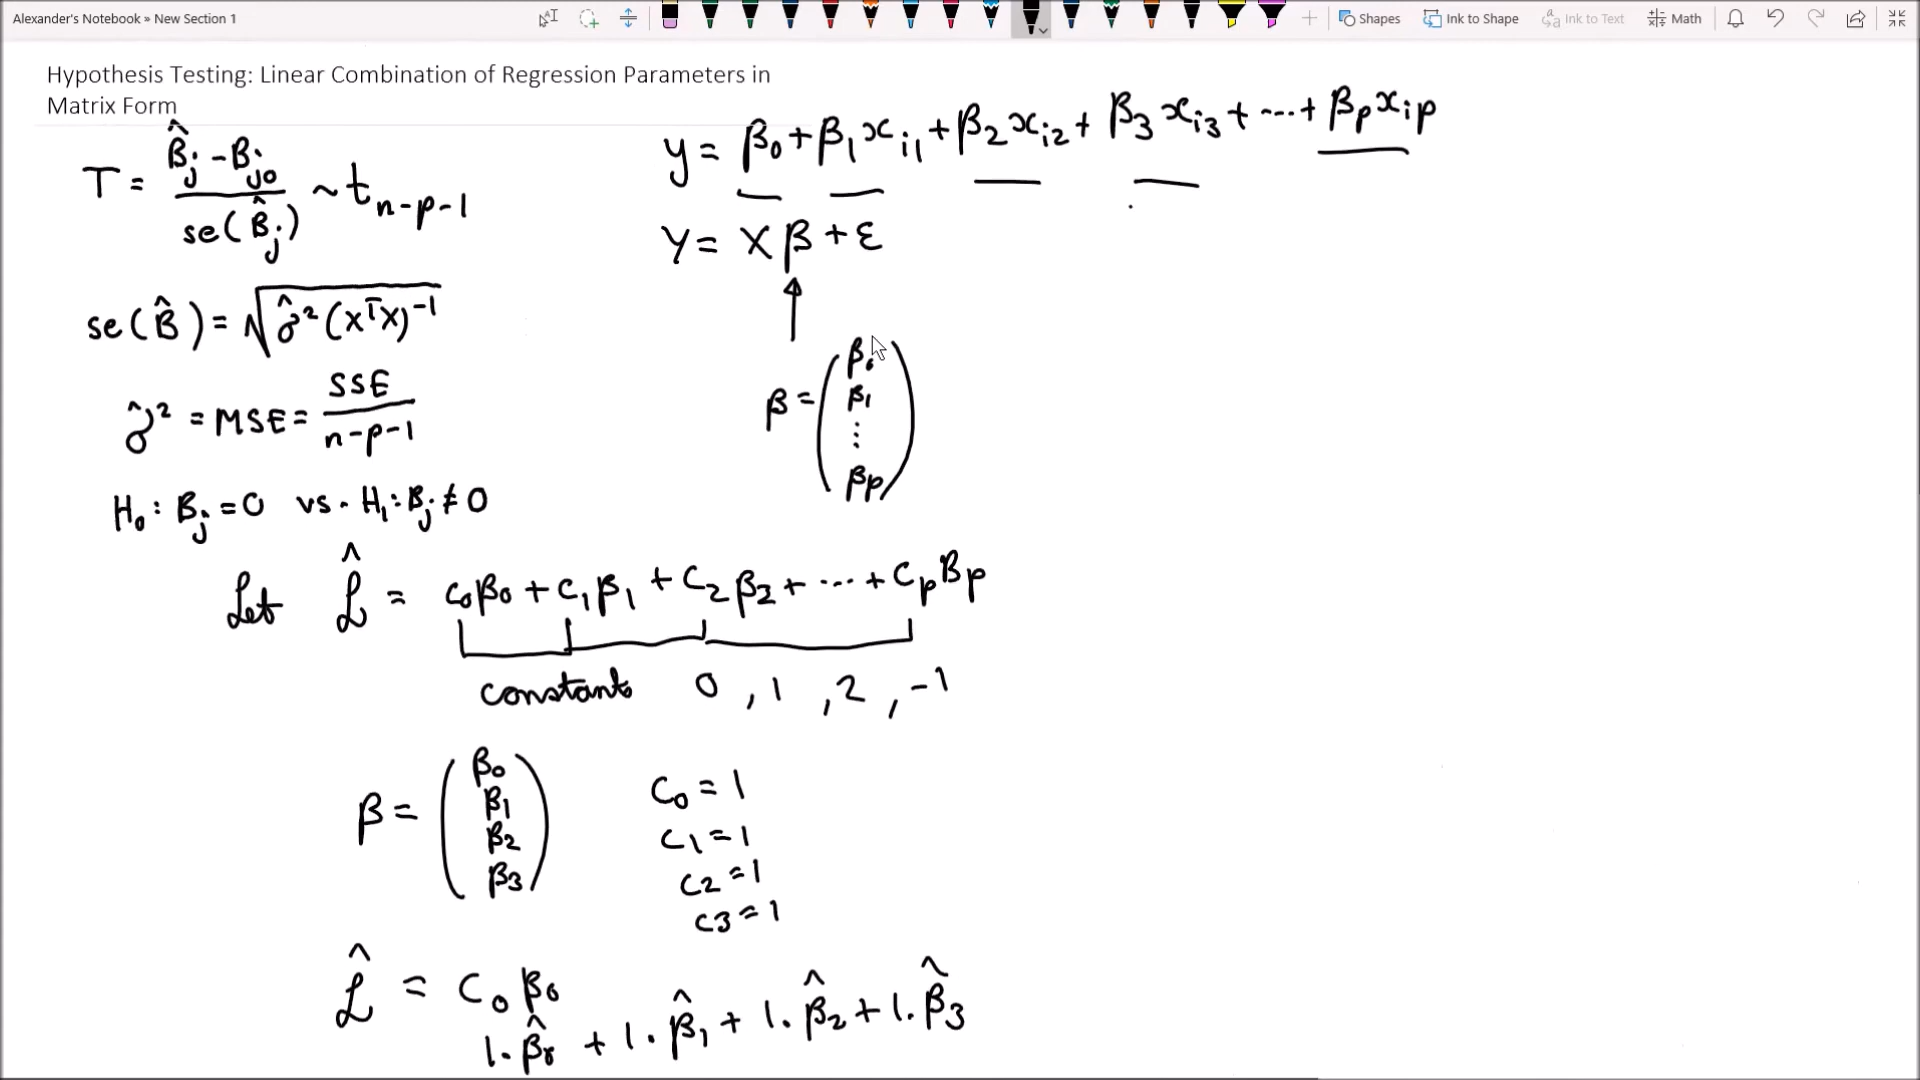 Alexander's Notebook » New Section 1
Shapes Ink to Shape Ink to Text Math
Hypothesis Testing: Linear Combination of Regression Parameters in
Matrix Form
T = (β̂j - βj0) / se(β̂j) ~ t n-p-1
se(β̂) = √σ̂²(XᵀX)⁻¹
σ̂² = MSE = SSE / n-p-1
H₀ : βj = 0 vs. H₁ : βj ≠ 0
y = β₀ + β₁xi1 + β₂xi2 + β₃xi3 + ... + βpxip
Y = Xβ + ε
β = (
β₀
β₁
⋮
βp
)
Let L̂ = c₀β₀ + c₁β₁ + c₂β₂ + ... + cpβp
constants 0 , 1 , 2 , -1
β = (
β₀
β₁
β₂
β₃
)
c₀ = 1
c₁ = 1
c₂ = 1
c₃ = 1
L̂ = c₀β₀
1.β̂₀ + 1.β̂₁ + 1.β̂₂ + 1.β̂₃